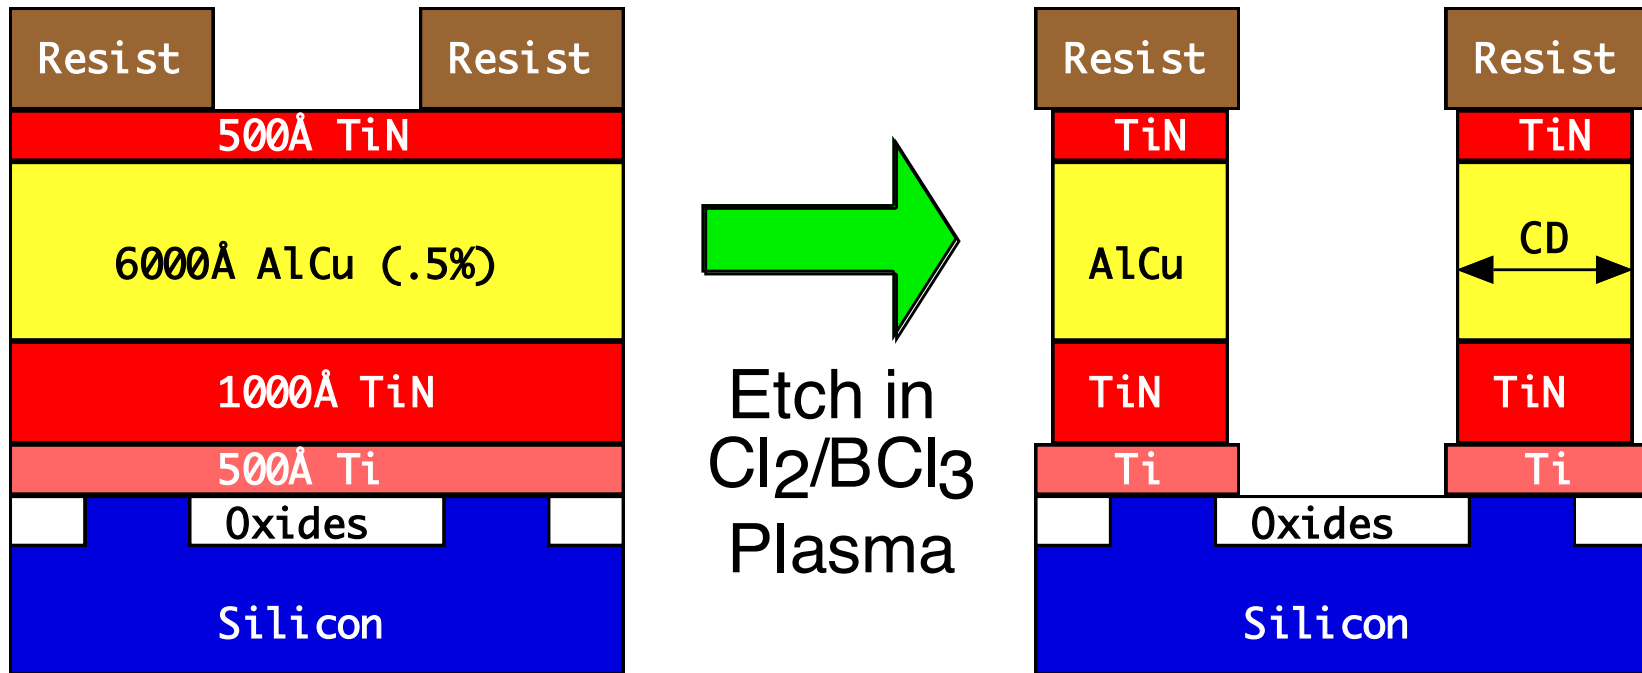 Resist
Resist
500Å TiN
6000Å AlCu (.5%)
1000Å TiN
500Å Ti
Oxides
Silicon
Etch in
Cl2/BCl3
Plasma
Resist
Resist
TiN
TiN
AlCu
CD
TiN
TiN
Ti
Ti
Oxides
Silicon